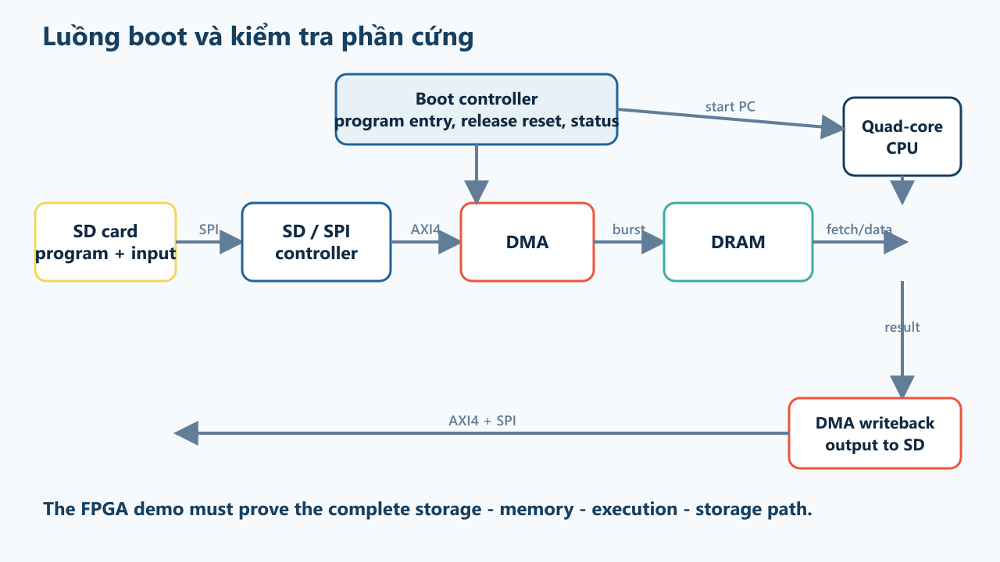 Luồng boot và kiểm tra phần cứng
Boot controller
program entry, release reset, status
start PC
Quad-core
CPU
SD card
program + input
SPI
SD / SPI
controller
AXI4
DMA
burst
DRAM
fetch/data
result
AXI4 + SPI
DMA writeback
output to SD
The FPGA demo must prove the complete storage - memory - execution - storage path.